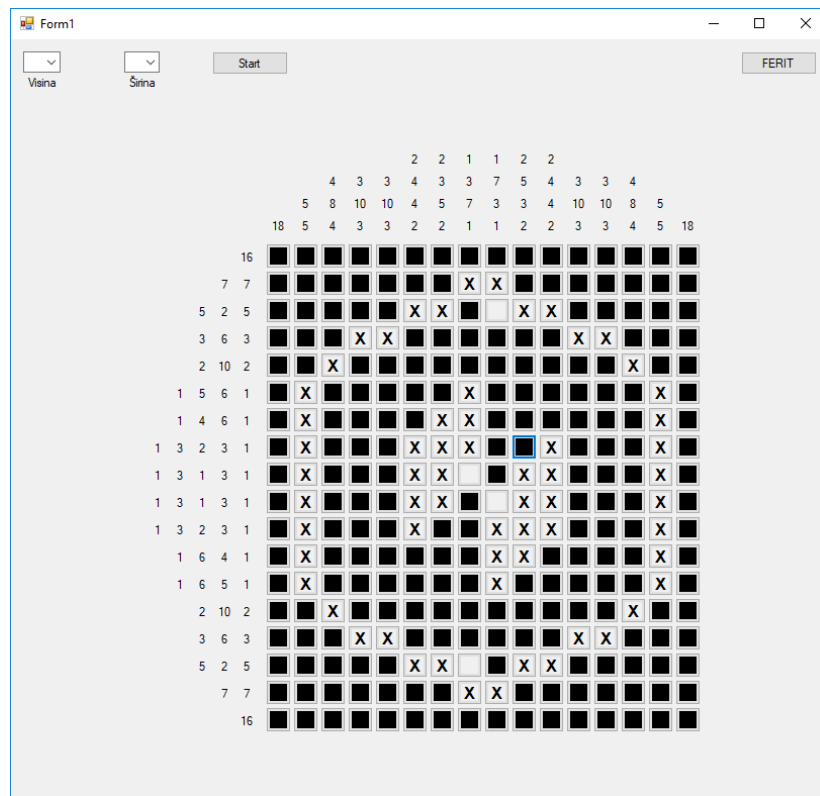 Form1
Start
FERIT
Visina
Širina
2 2 1 1 2 2
4 3 3 4 3 3 7 5 4 3 3 4
5 8 10 10 4 5 7 3 3 4 10 10 8 5
18 5 4 3 3 2 2 1 1 2 2 3 3 4 5 18
16
7 7 X X
5 2 5 X X X X
3 6 3 X X X X
2 10 2 X X
1 5 6 1 X X X
1 4 6 1 X X X X
1 3 2 3 1 X X X X X X
1 3 1 3 1 X X X X X X
1 3 1 3 1 X X X X X X
1 3 2 3 1 X X X X X X
1 6 4 1 X X X X
1 6 5 1 X X X
2 10 2 X X
3 6 3 X X X X
5 2 5 X X X X
7 7 X X
16